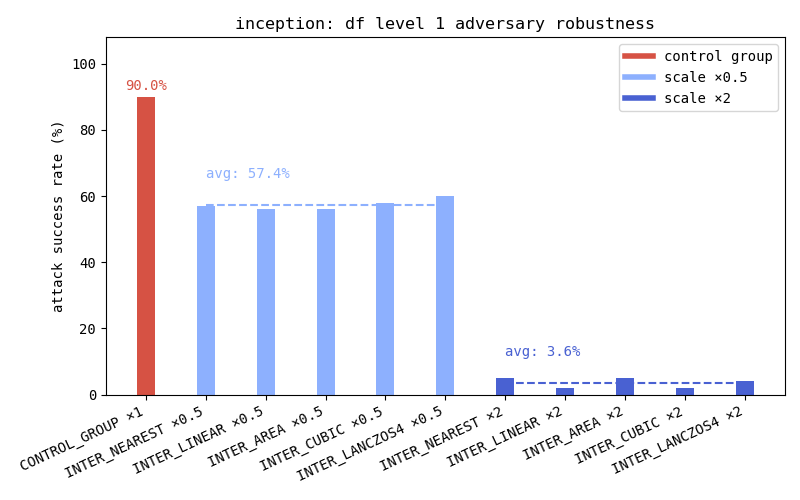 inception: df level 1 adversary robustness
control group
scale ×0.5
scale ×2
90.0%
avg: 57.4%
avg: 3.6%
attack success rate (%)
100
80
60
40
20
0
CONTROL_GROUP ×1
INTER_NEAREST ×0.5
INTER_LINEAR ×0.5
INTER_AREA ×0.5
INTER_CUBIC ×0.5
INTER_LANCZOS4 ×0.5
INTER_NEAREST ×2
INTER_LINEAR ×2
INTER_AREA ×2
INTER_CUBIC ×2
INTER_LANCZOS4 ×2